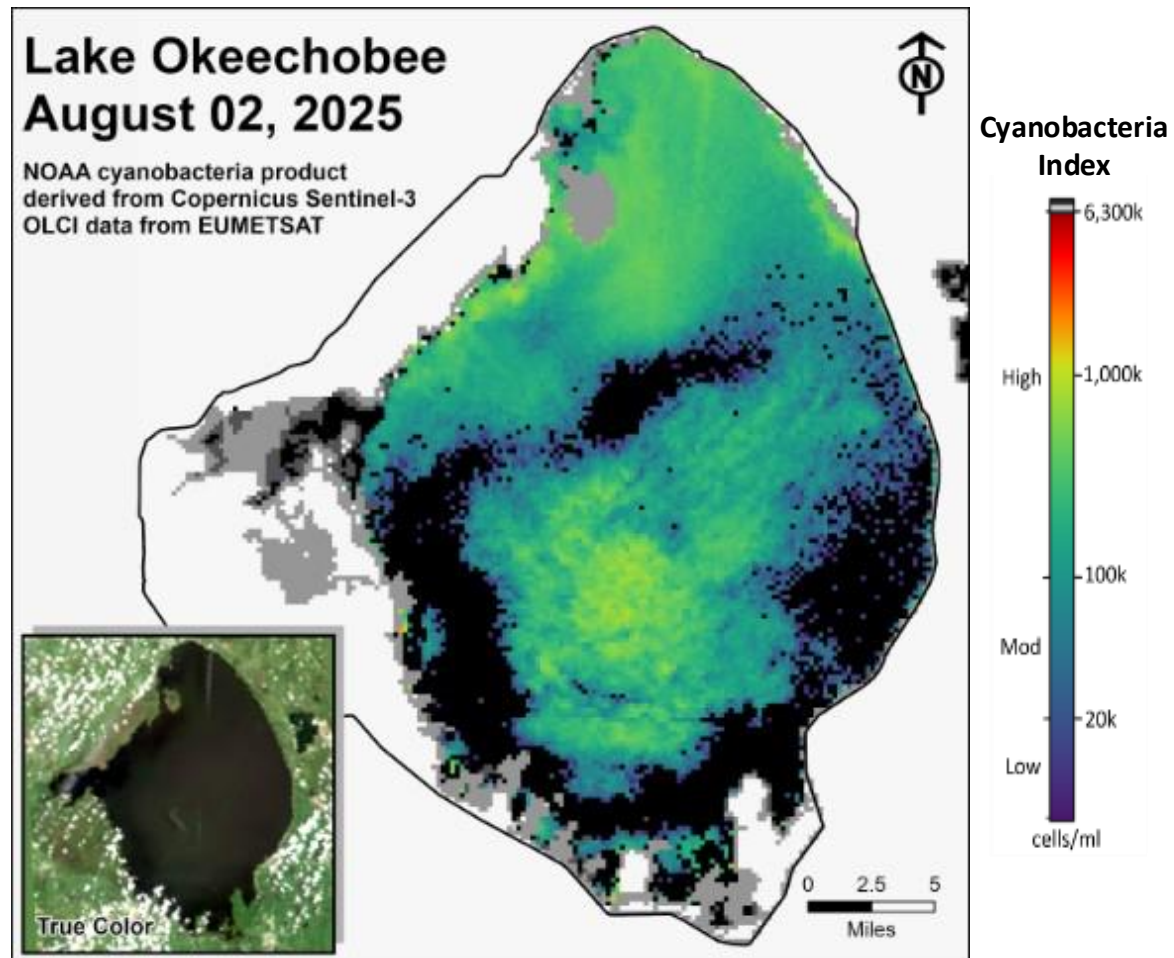 Lake Okeechobee
August 02, 2025
NOAA cyanobacteria product
derived from Copernicus Sentinel-3
OLCI data from EUMETSAT
N
Cyanobacteria
Index
6,300k
High
1,000k
100k
Mod
20k
Low
cells/ml
True Color
0 2.5 5
Miles